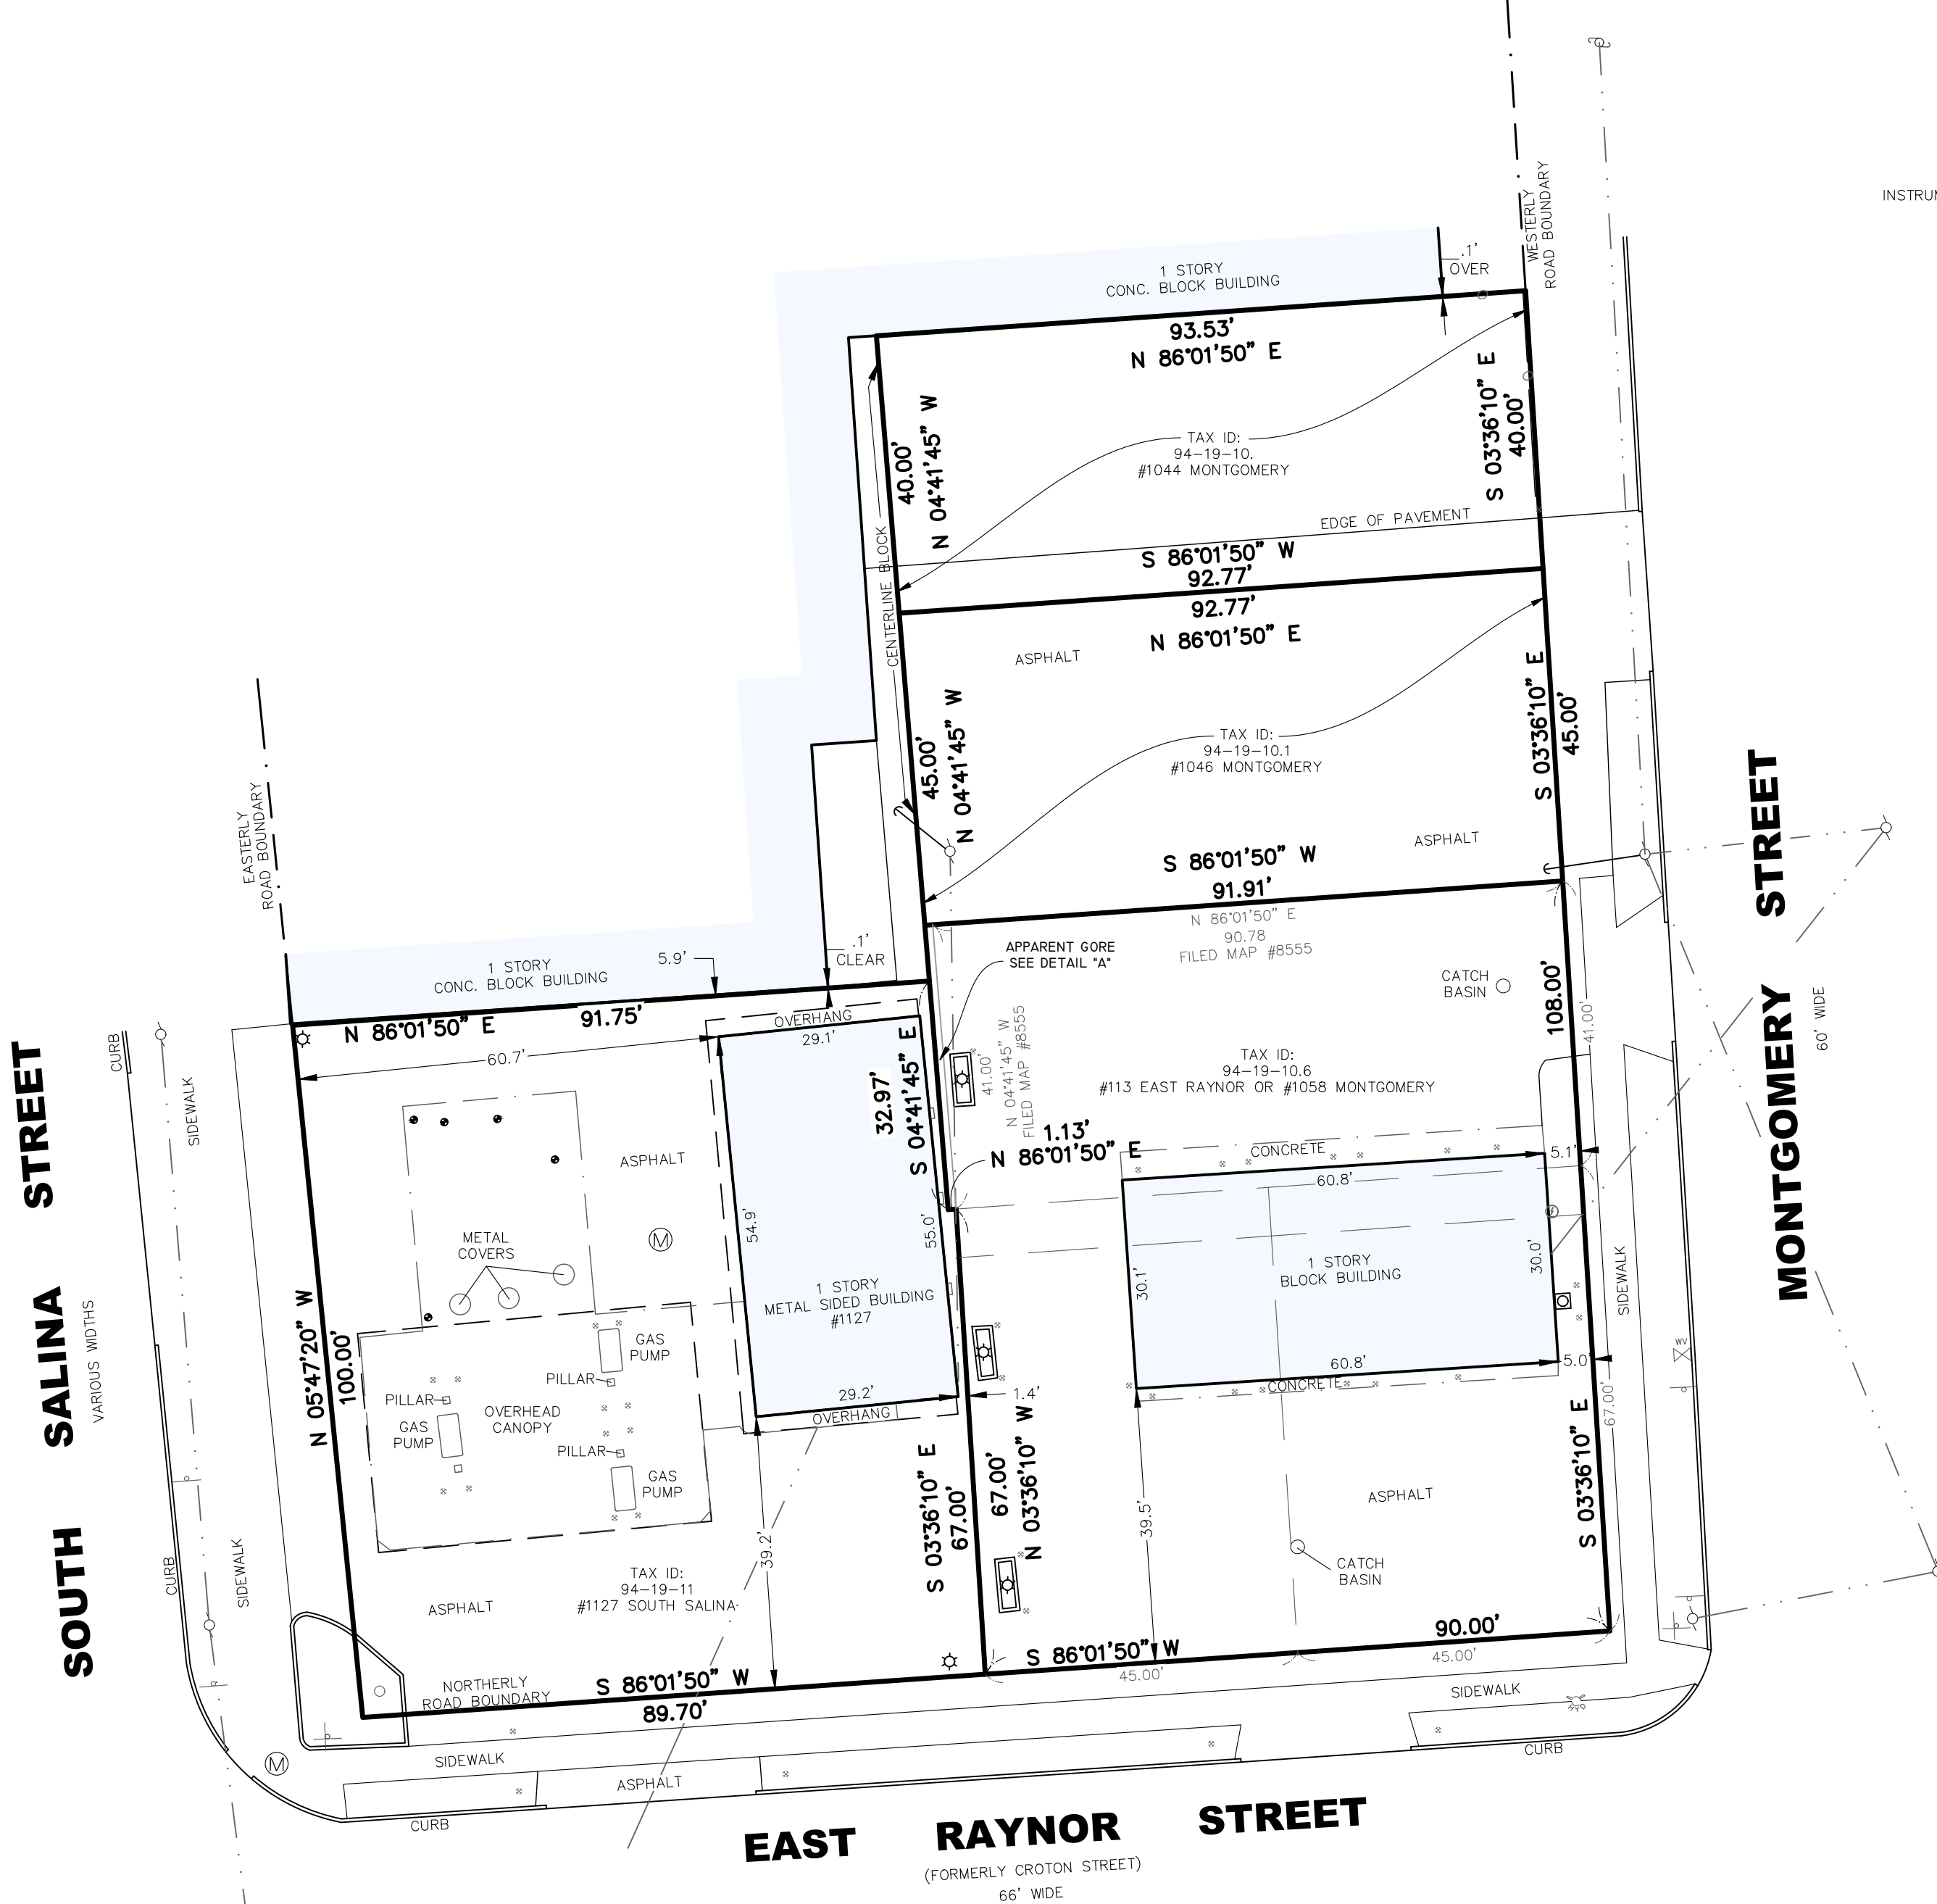 INSTRU
WESTERLY
ROAD BOUNDARY
.1'
OVER
1 STORY
CONC. BLOCK BUILDING
93.53'
N 86°01'50" E
40.00'
N 04°41'45" W
S 03°36'10" E
40.00'
TAX ID:
94-19-10.
#1044 MONTGOMERY
EDGE OF PAVEMENT
S 86°01'50" W
92.77'
CENTERLINE BLOCK
92.77'
N 86°01'50" E
ASPHALT
45.00'
N 04°41'45" W
S 03°36'10" E
45.00'
TAX ID:
94-19-10.1
#1046 MONTGOMERY
ASPHALT
S 86°01'50" W
91.91'
N 86°01'50" E
90.78
FILED MAP #8555
APPARENT GORE
SEE DETAIL "A"
CATCH
BASIN
108.00'
41.00'
EASTERLY
ROAD BOUNDARY
1 STORY
CONC. BLOCK BUILDING
5.9'
.1'
CLEAR
N 86°01'50" E
91.75'
60.7'
OVERHANG
29.1'
32.97'
S 04°41'45" E
41.00'
N 04°41'45" W
FILED MAP #8555
TAX ID:
94-19-10.6
#113 EAST RAYNOR OR #1058 MONTGOMERY
1.13'
N 86°01'50" E
CONCRETE
5.1'
60.8'
CURB
SIDEWALK
ASPHALT
METAL
COVERS
M
54.9'
55.0'
1 STORY
METAL SIDED BUILDING
#1127
1 STORY
BLOCK BUILDING
30.1'
30.0'
SIDEWALK
WV
N 05°47'20" W
100.00'
GAS
PUMP
PILLAR
PILLAR
GAS
PUMP
OVERHEAD
CANOPY
PILLAR
GAS
PUMP
29.2'
OVERHANG
1.4'
60.8'
CONCRETE
5.0'
67.00'
S 03°36'10" E
67.00'
67.00'
N 03°36'10" W
S 03°36'10" E
39.2'
39.5'
ASPHALT
CATCH
BASIN
CURB
SIDEWALK
TAX ID:
94-19-11
#1127 SOUTH SALINA
ASPHALT
NORTHERLY
ROAD BOUNDARY
S 86°01'50" W
89.70'
S 86°01'50" W
90.00'
45.00'
45.00'
M
SIDEWALK
SIDEWALK
ASPHALT
CURB
CURB
SOUTH SALINA STREET
VARIOUS WIDTHS
MONTGOMERY STREET
60' WIDE
EAST RAYNOR STREET
(FORMERLY CROTON STREET)
66' WIDE